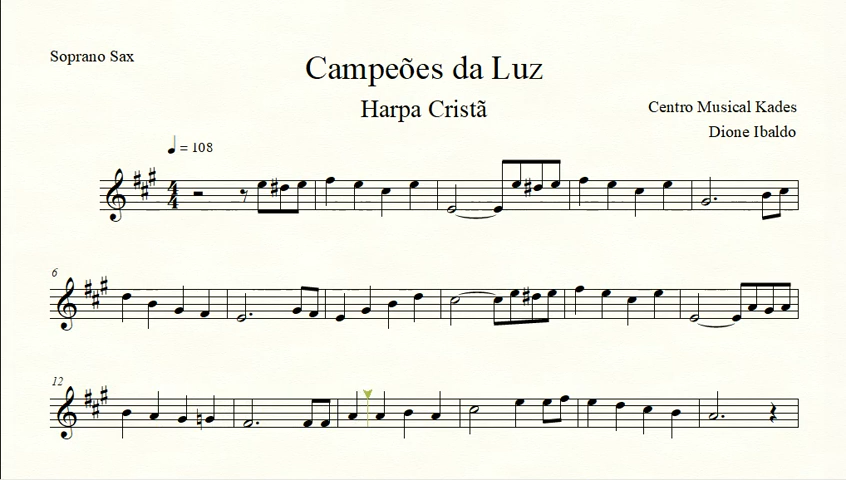 Soprano Sax
Campeões da Luz
Harpa Cristã
Centro Musical Kades
Dione Ibaldo
= 108
4
4
6
12